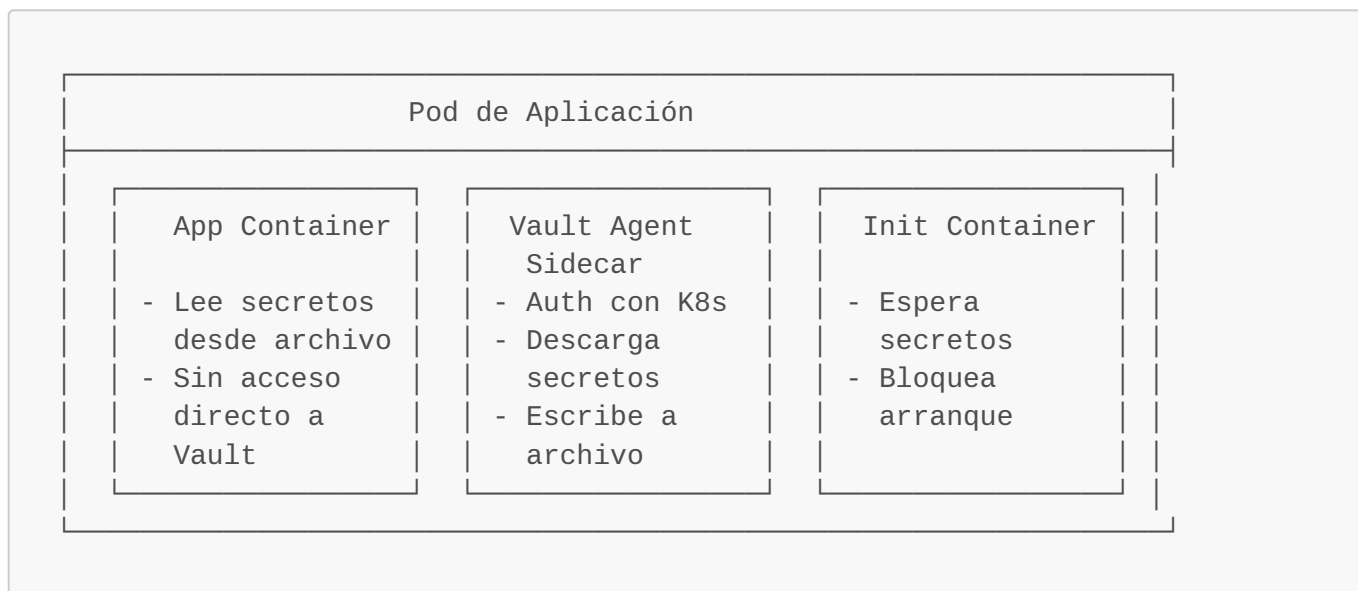 Pod de Aplicación
App Container Vault Agent Init Container
Sidecar
- Lee secretos - Auth con K8s - Espera
desde archivo - Descarga secretos
- Sin acceso secretos - Bloquea
directo a - Escribe a arranque
Vault archivo